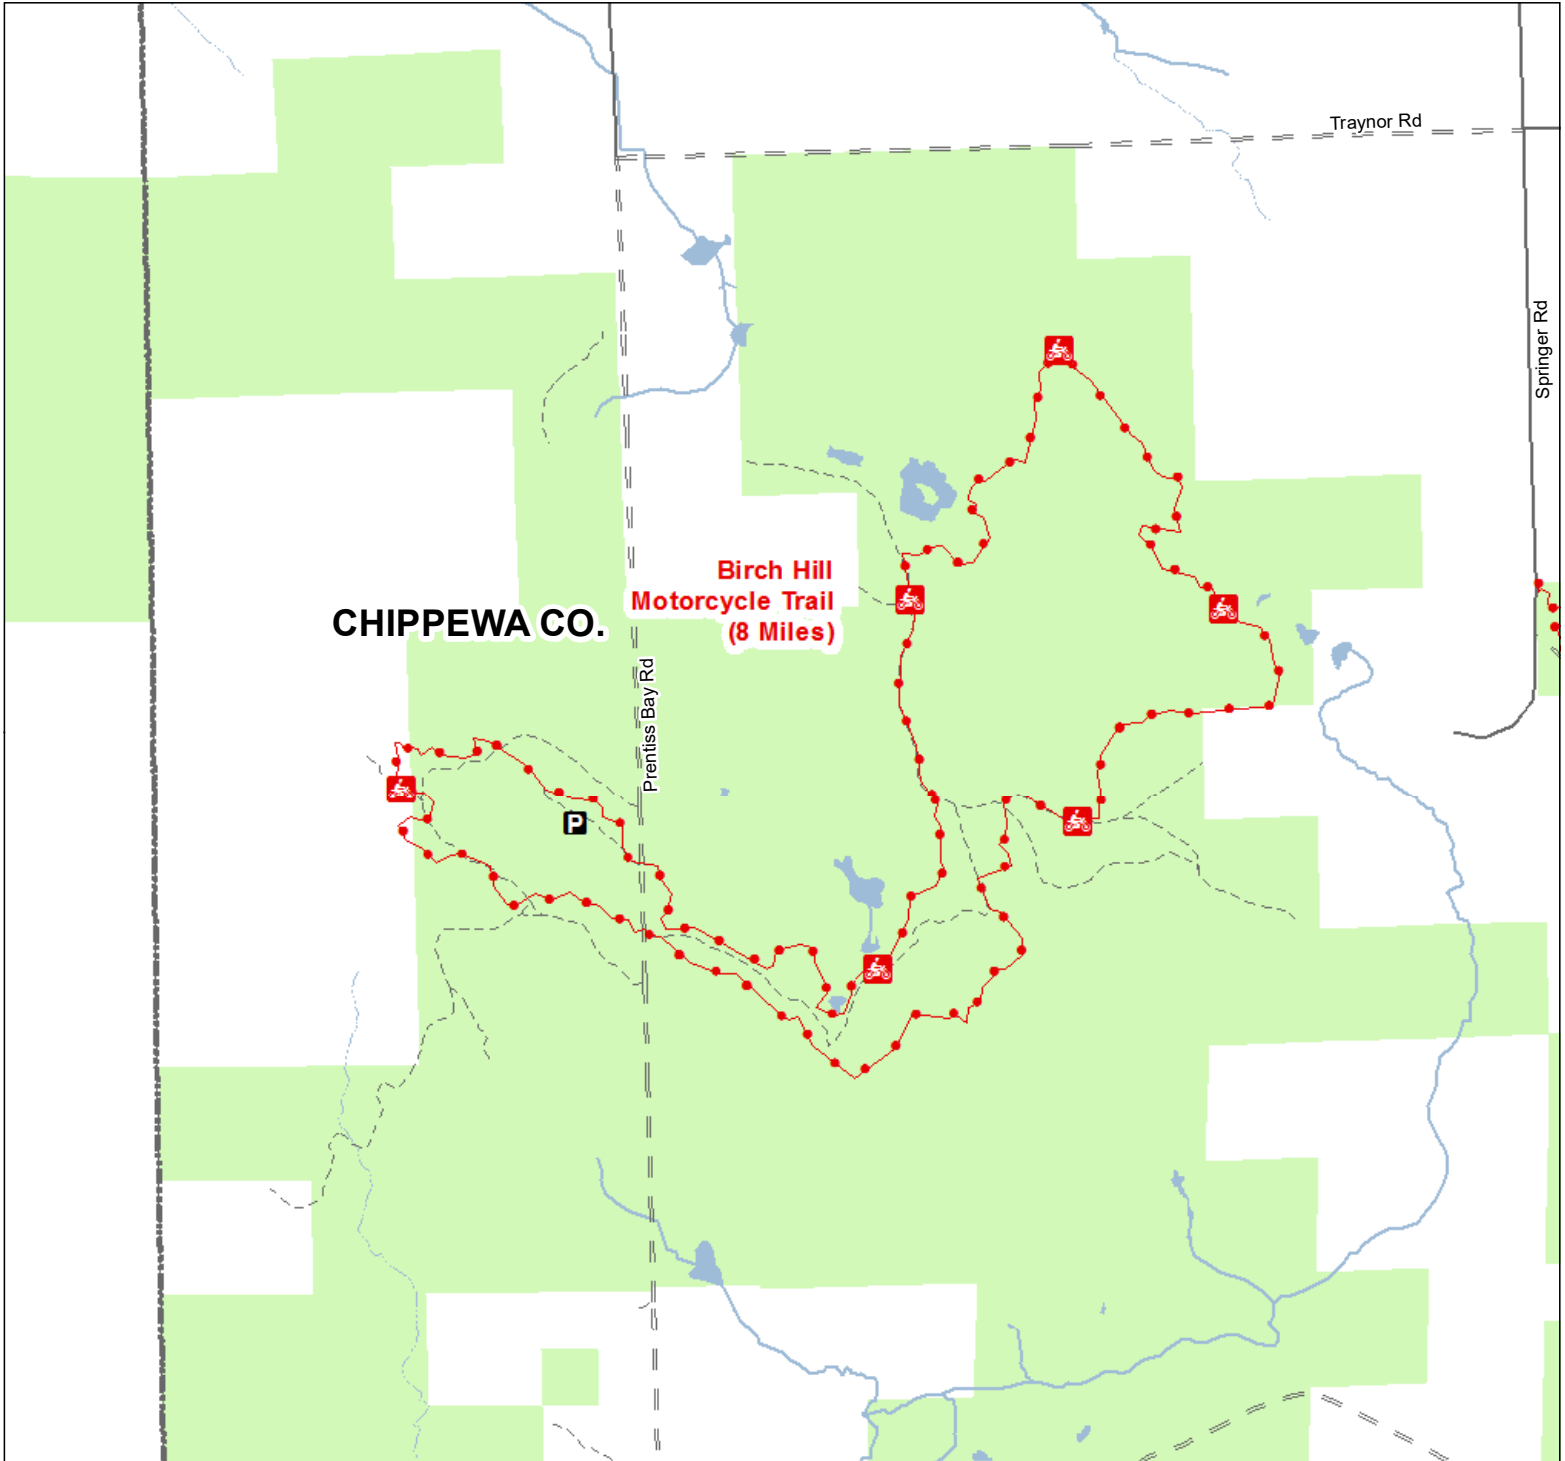 Traynor Rd
Springer Rd
Birch Hill
Motorcycle Trail
(8 Miles)
CHIPPEWA CO.
Prentiss Bay Rd
P